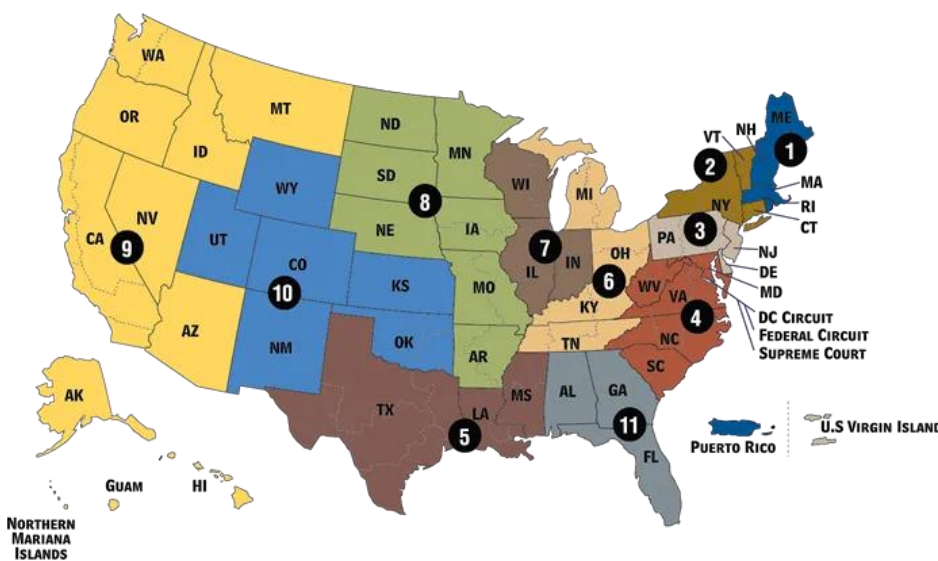 WA
MT
ND
OR
MN
ID
SD
WI
MI
VT
NH
ME
1
2
MA
WY
8
NY
RI
CT
NV
NE
IA
PA
3
CA
9
UT
7
OH
NJ
CO
IL
IN
6
DE
10
KS
MO
WV
VA
MD
KY
4
DC CIRCUIT
AZ
NM
OK
TN
NC
FEDERAL CIRCUIT
AR
SC
SUPREME COURT
AK
TX
LA
MS
AL
GA
5
11
FL
PUERTO RICO
U.S VIRGIN ISLAND
GUAM
HI
NORTHERN
MARIANA
ISLANDS